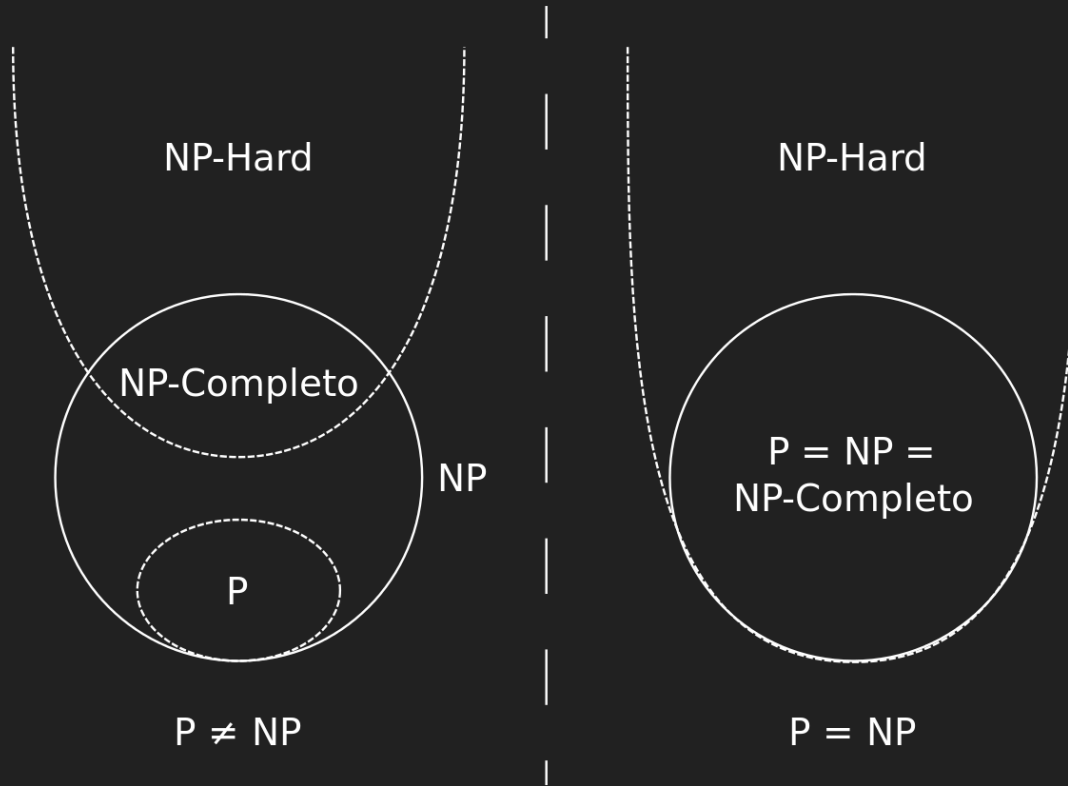 NP-Hard
NP-Completo
NP
P
P ≠ NP
NP-Hard
P = NP =
NP-Completo
P = NP